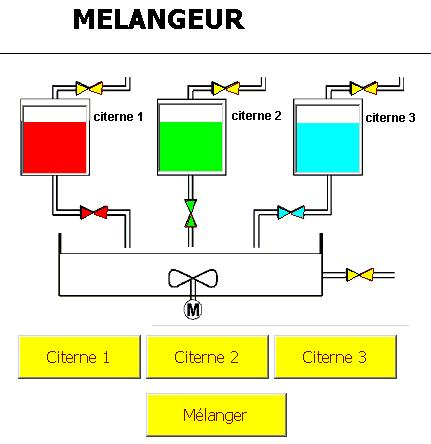 MELANGEUR
citerne 1
citerne 2
citerne 3
M
Citerne 1
Citerne 2
Citerne 3
Mélanger